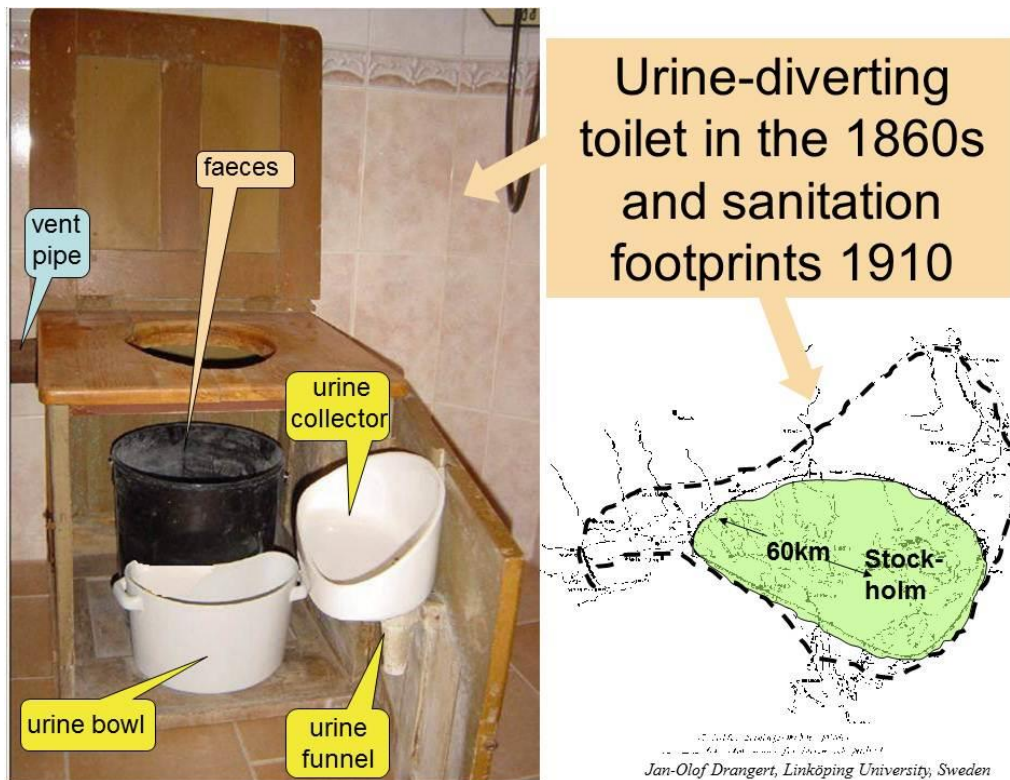 Urine-diverting
toilet in the 1860s
and sanitation
footprints 1910
faeces
vent
pipe
urine
collector
urine bowl
urine
funnel
60km
Stock-
holm
Jan-Olof Drangert, Linköping University, Sweden